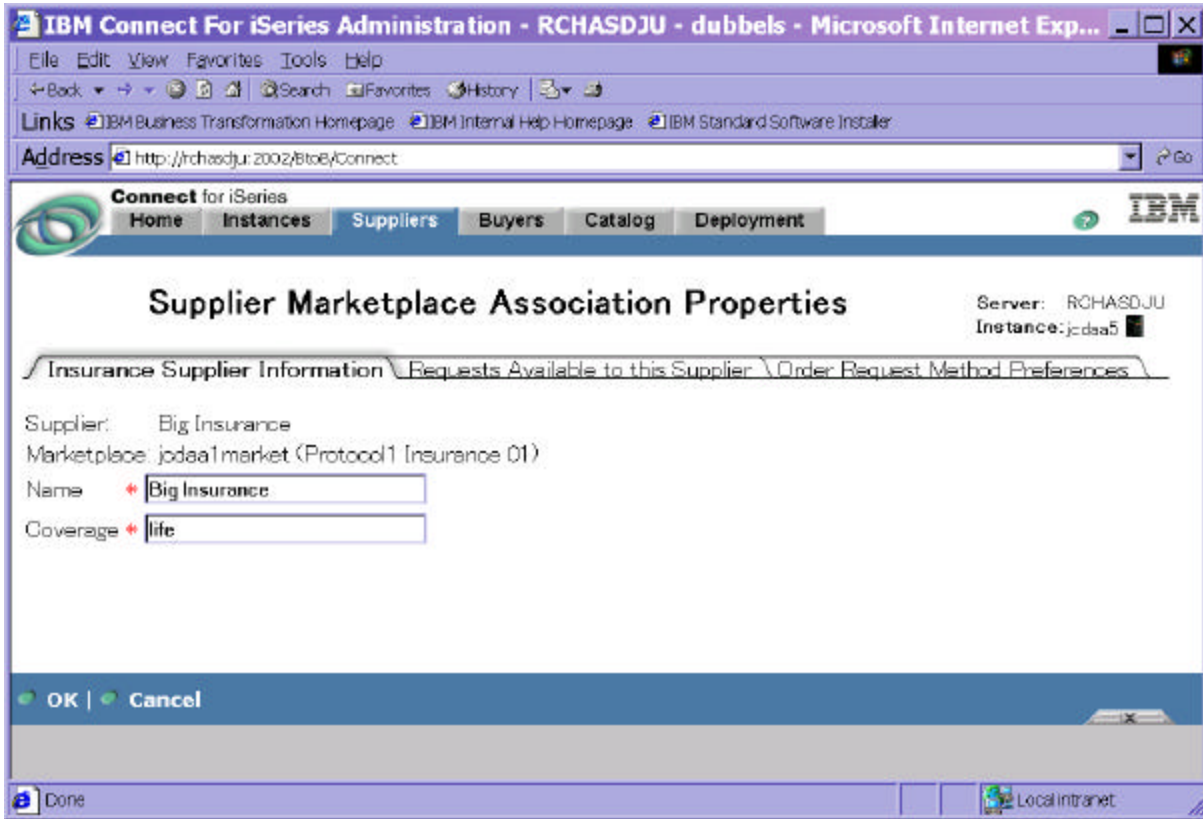 IBM Connect For iSeries Administration - RCHASDJU - dubbels - Microsoft Internet Exp...
File Edit View Favorites Tools Help
Back Search Favorites History
Links IBM Business Transformation Homepage IBM Internal Help Homepage IBM Standard Software Installer
Address http://rchasdju:2002/BtoB/Connect Go
Connect for iSeries
Home Instances Suppliers Buyers Catalog Deployment ? IBM
Supplier Marketplace Association Properties
Server: RCHASDJU
Instance: jcdaa5
Insurance Supplier Information Requests Available to this Supplier Order Request Method Preferences
Supplier: Big Insurance
Marketplace: jcdaa1market (Protocol1 Insurance 01)
Name * Big Insurance
Coverage * life
OK | Cancel
X
Done Local intranet